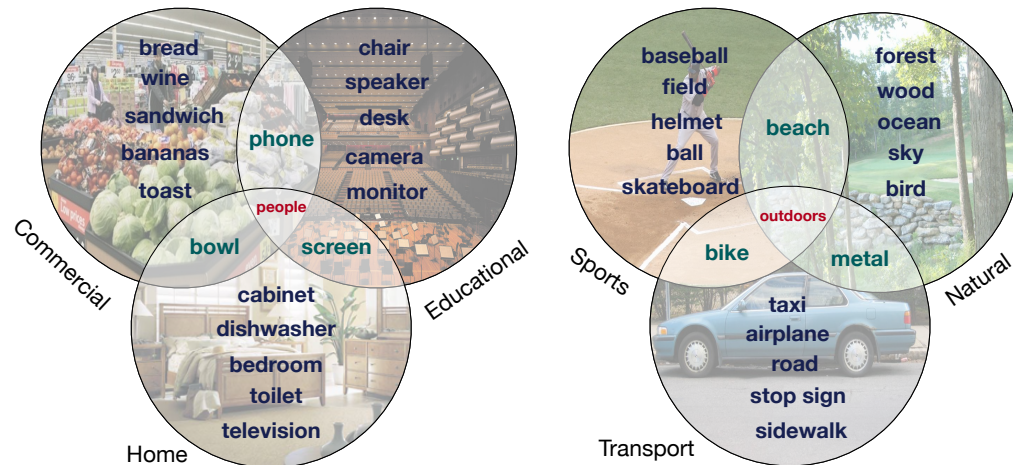 bread
wine
sandwich
bananas
toast
phone
chair
speaker
desk
camera
monitor
people
bowl
screen
cabinet
dishwasher
bedroom
toilet
television
Commercial
Educational
Home
baseball
field
helmet
ball
skateboard
beach
forest
wood
ocean
sky
bird
outdoors
bike
metal
taxi
airplane
road
stop sign
sidewalk
Sports
Natural
Transport